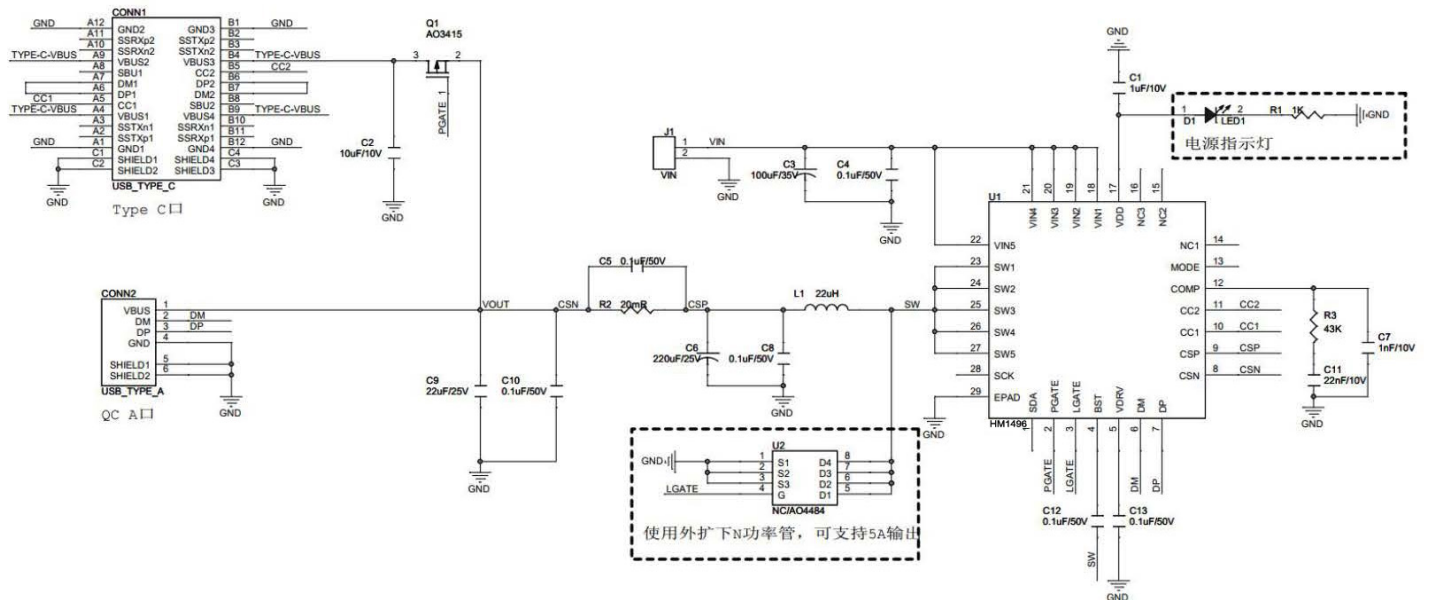 CONN1
GND A12 GND2 GND3 B1 GND
A11 SSRXp2 SSTXp2 B2
A10 SSRXn2 SSTXn2 B3
TYPE-C-VBUS A9 VBUS2 VBUS3 B4 TYPE-C-VBUS
A8 SBU1 CC2 B5 CC2
A7 DM1 DP2 B6
A6 DP1 DM2 B7
CC1 A5 CC1 SBU2 B8
TYPE-C-VBUS A4 VBUS1 VBUS4 B9 TYPE-C-VBUS
A3 SSTXn1 SSRXn1 B10
A2 SSTXp1 SSRXp1 B11
GND A1 GND1 GND4 B12 GND
C1 SHIELD1 SHIELD4 C4
C2 SHIELD2 SHIELD3 C3
USB_TYPE_C
GND
GND
Type C口
Q1
AO3415
3 2
1
PGATE
C2
10uF/10V
GND
J1
1 VIN
2
VIN
GND
C3
100uF/35V
C4
0.1uF/50V
GND
GND
C1
1uF/10V
1 2
D1 LED1
R1 1K
GND
电源指示灯
U1
21 20 19 18 17 16 15
VIN4 VIN3 VIN2 VIN1 VDD NC3 NC2
22 VIN5 NC1 14
23 SW1 MODE 13
24 SW2 COMP 12
25 SW3 CC2 11 CC2
26 SW4 CC1 10 CC1
27 SW5 CSP 9 CSP
28 SCK CSN 8 CSN
29 EPAD
SDA PGATE LGATE BST VDRV DM DP
HM1496
1 2 3 4 5 6 7
PGATE LGATE DM DP
GND
R3
43K
C7
1nF/10V
C11
22nF/10V
GND
C12
0.1uF/50V
C13
0.1uF/50V
SW
GND
CONN2
VBUS 1
DM 2 DM
DP 3 DP
GND 4
SHIELD1 5
SHIELD2 6
USB_TYPE_A
GND
QC A口
VOUT
CSN
C5 0.1uF/50V
R2 20mR
CSP
L1 22uH
SW
C6
220uF/25V
C8
0.1uF/50V
GND
C9
22uF/25V
C10
0.1uF/50V
GND
U2
GND 1 S1 D4 8
2 S2 D3 7
3 S3 D2 6
LGATE 4 G D1 5
NC/AO4484
使用外扩下N功率管，可支持5A输出